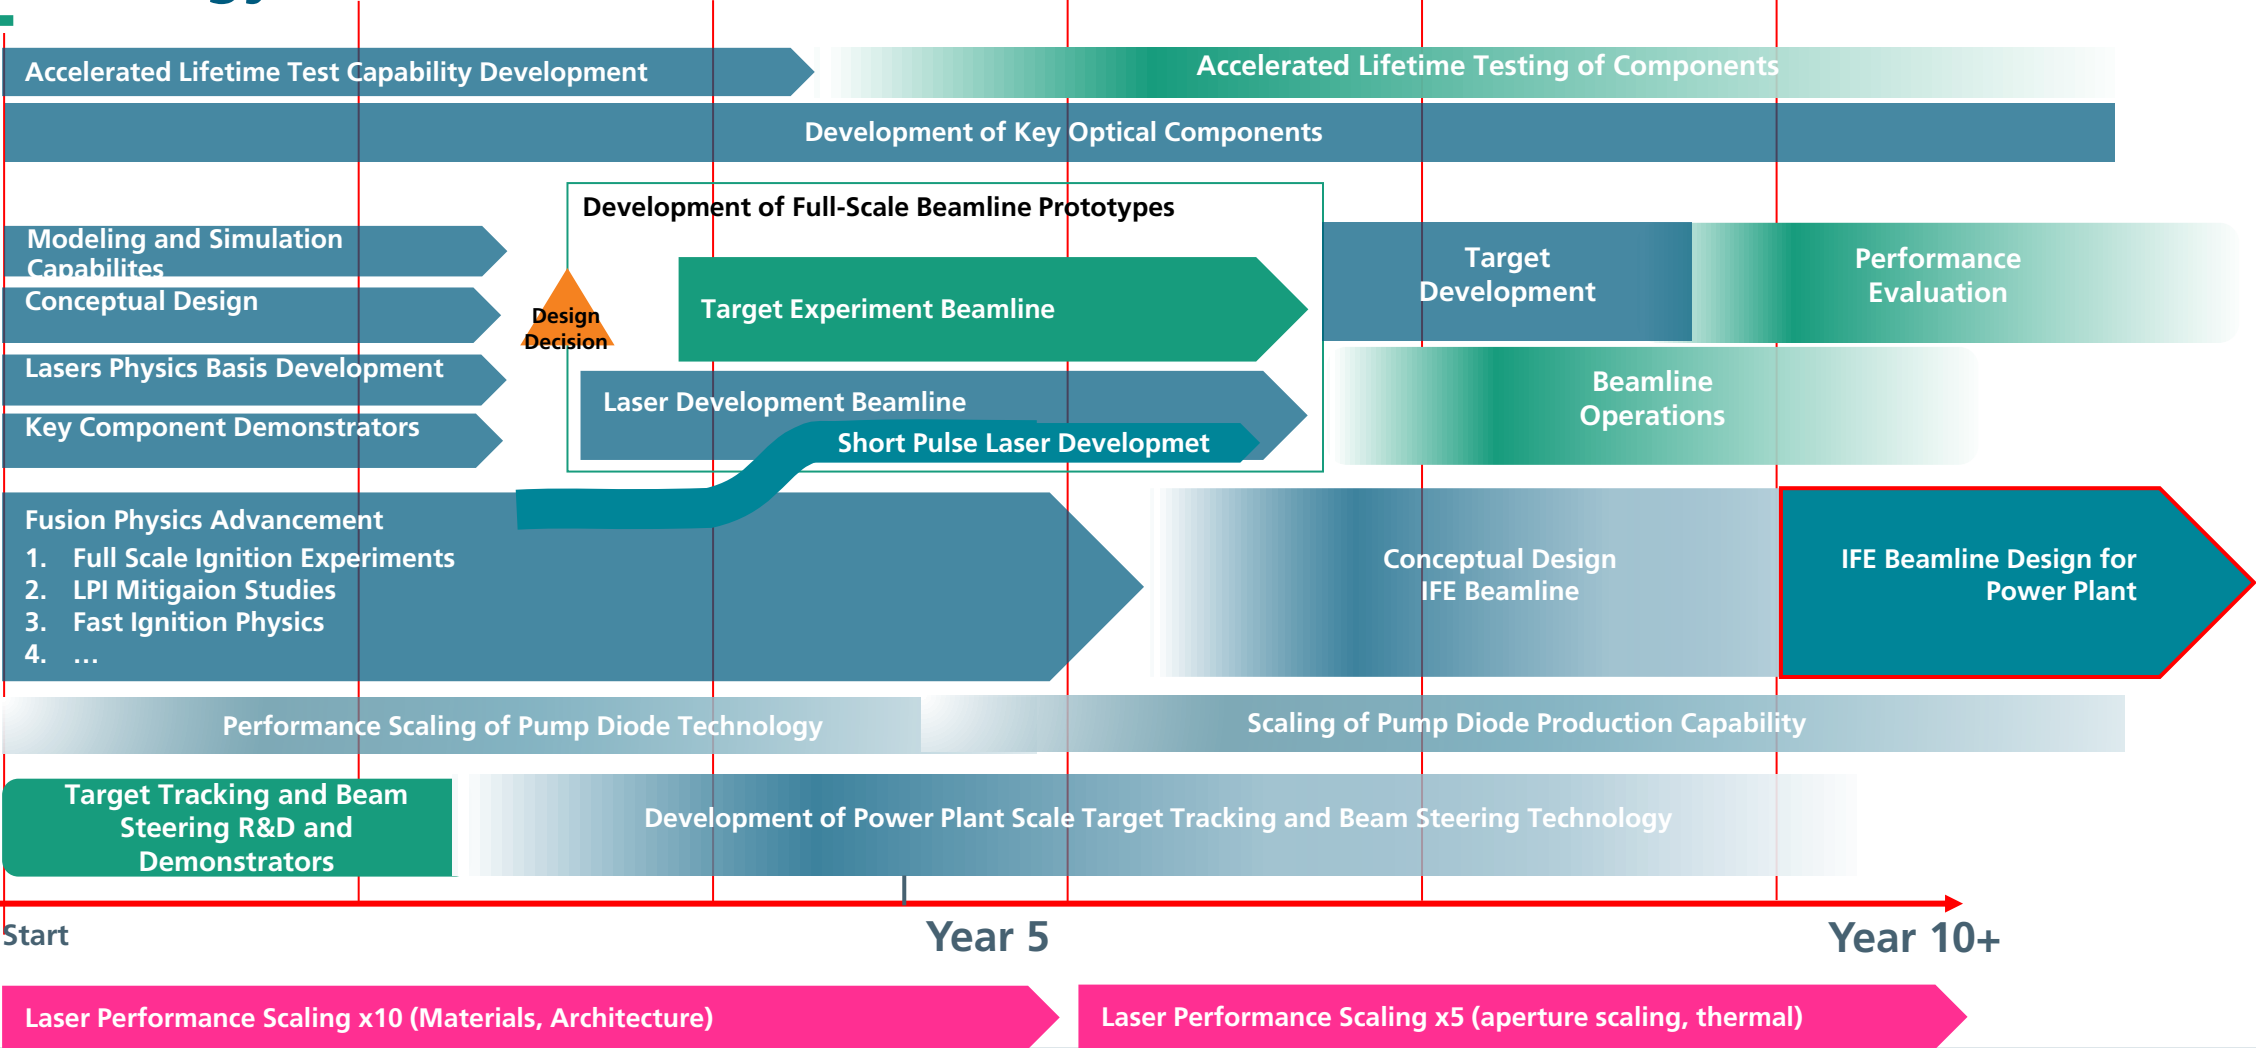 Accelerated Lifetime Test Capability Development
Accelerated Lifetime Testing of Components
Development of Key Optical Components
Development of Full-Scale Beamline Prototypes
Modeling and Simulation
Capabilites
Conceptual Design
Lasers Physics Basis Development
Key Component Demonstrators
Design
Decision
Target Experiment Beamline
Laser Development Beamline
Short Pulse Laser Developmet
Target
Development
Performance
Evaluation
Beamline
Operations
Fusion Physics Advancement
1. Full Scale Ignition Experiments
2. LPI Mitigaion Studies
3. Fast Ignition Physics
4. ...
Conceptual Design
IFE Beamline
IFE Beamline Design for
Power Plant
Performance Scaling of Pump Diode Technology
Scaling of Pump Diode Production Capability
Target Tracking and Beam
Steering R&D and
Demonstrators
Development of Power Plant Scale Target Tracking and Beam Steering Technology
Start
Year 5
Year 10+
Laser Performance Scaling x10 (Materials, Architecture)
Laser Performance Scaling x5 (aperture scaling, thermal)